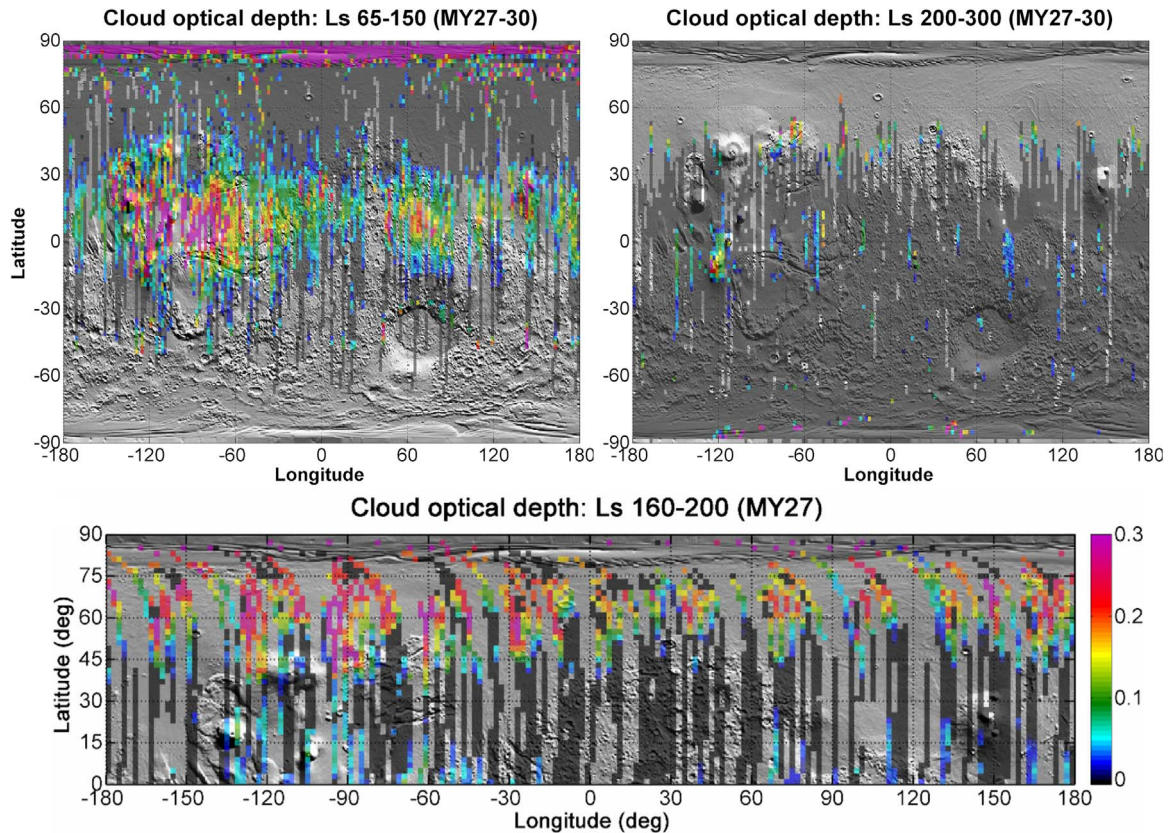 Cloud optical depth: Ls 65-150 (MY27-30)
90
60
30
0
-30
-60
-90
Latitude
-180 -120 -60 0 60 120 180
Longitude
Cloud optical depth: Ls 200-300 (MY27-30)
90
60
30
0
-30
-60
-90
-180 -120 -60 0 60 120 180
Longitude
Cloud optical depth: Ls 160-200 (MY27)
90
75
60
45
30
15
0
Latitude (deg)
-180 -150 -120 -90 -60 -30 0 30 60 90 120 150 180
Longitude (deg)
0.3
0.2
0.1
0